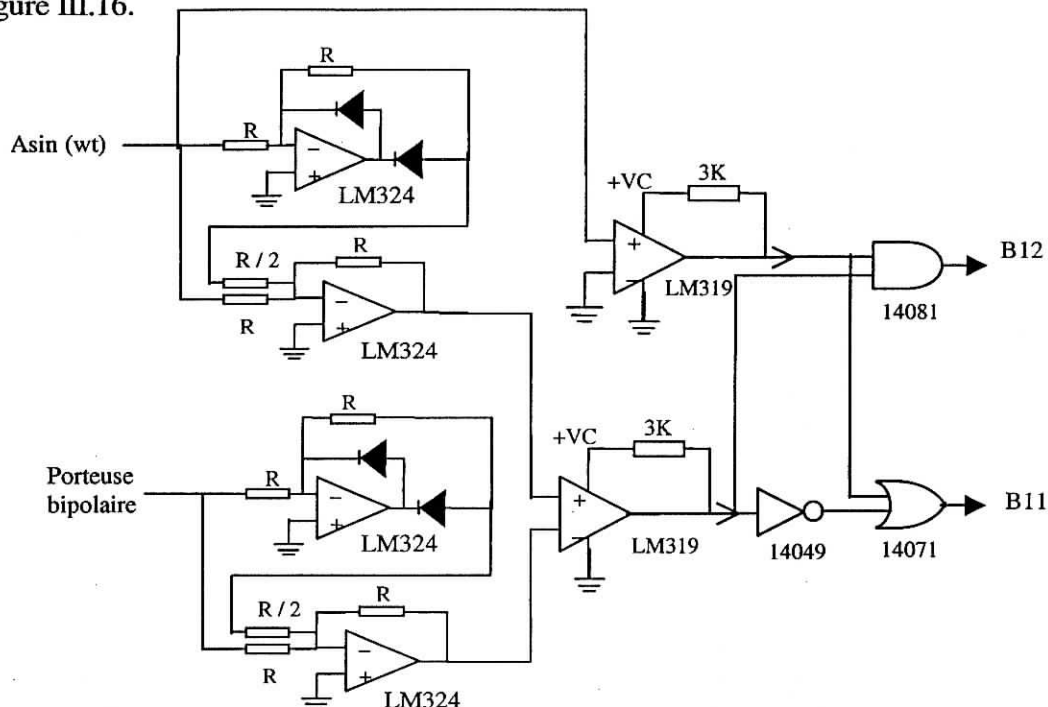 gure III.16.
R
R
Asin (wt)
−
+
LM324
+VC
3K
R / 2
R
+
−
LM319
B12
14081
−
+
R
LM324
R
+VC
3K
Porteuse
bipolaire
R
−
+
LM324
+
−
LM319
14049
14071
B11
R / 2
R
−
+
R
LM324